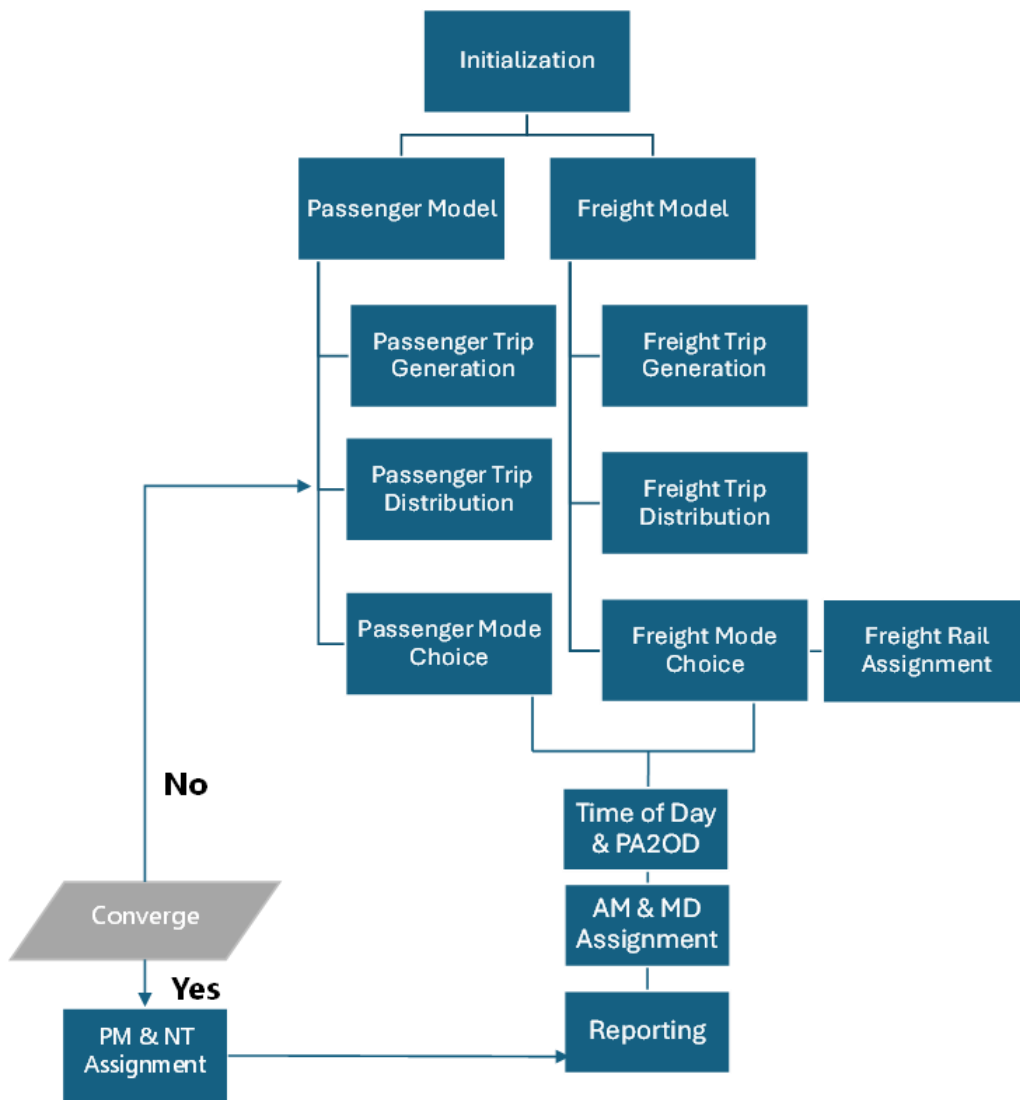 Initialization
Passenger Model
Freight Model
Passenger Trip
Generation
Freight Trip
Generation
Passenger Trip
Distribution
Freight Trip
Distribution
Passenger Mode
Choice
Freight Mode
Choice
Freight Rail
Assignment
No
Time of Day
& PA2OD
Converge
AM & MD
Assignment
Yes
PM & NT
Assignment
Reporting